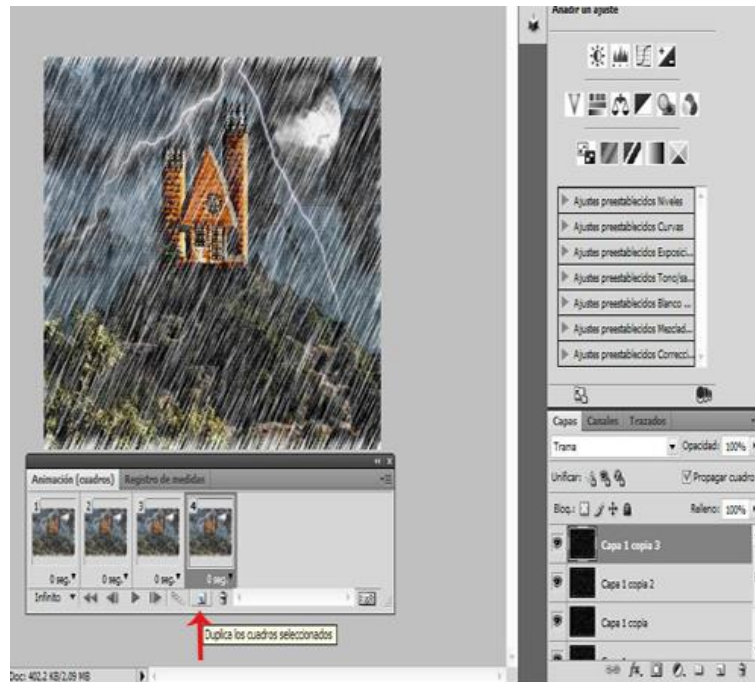 Añadir un ajuste
Ajustes preestablecidos Niveles
Ajustes preestablecidos Curvas
Ajustes preestablecidos Exposici...
Ajustes preestablecidos Tono/sa...
Ajustes preestablecidos Blanco ...
Ajustes preestablecidos Mezclad...
Ajustes preestablecidos Correcci...
Capas Canales Trazados
Trama Opacidad: 100%
Unificar: Propagar cuadro
Bloq.: Relleno: 100%
Capa 1 copia 3
Capa 1 copia 2
Capa 1 copia
Animación (cuadros) Registro de medidas
1 2 3 4
0 seg. 0 seg. 0 seg. 0 seg.
Infinito
Duplica los cuadros seleccionados
Doc: 402.2 KB/2.09 MB